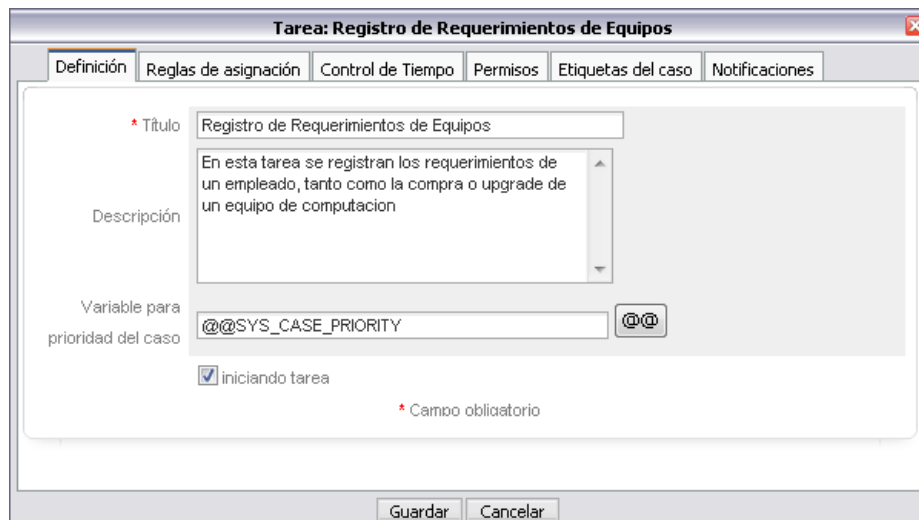 Tarea: Registro de Requerimientos de Equipos
Definición Reglas de asignación Control de Tiempo Permisos Etiquetas del caso Notificaciones
* Título Registro de Requerimientos de Equipos
En esta tarea se registran los requerimientos de
un empleado, tanto como la compra o upgrade de
un equipo de computacion
Descripción
Variable para
prioridad del caso
@@SYS_CASE_PRIORITY @@
iniciando tarea
* Campo obligatorio
Guardar Cancelar